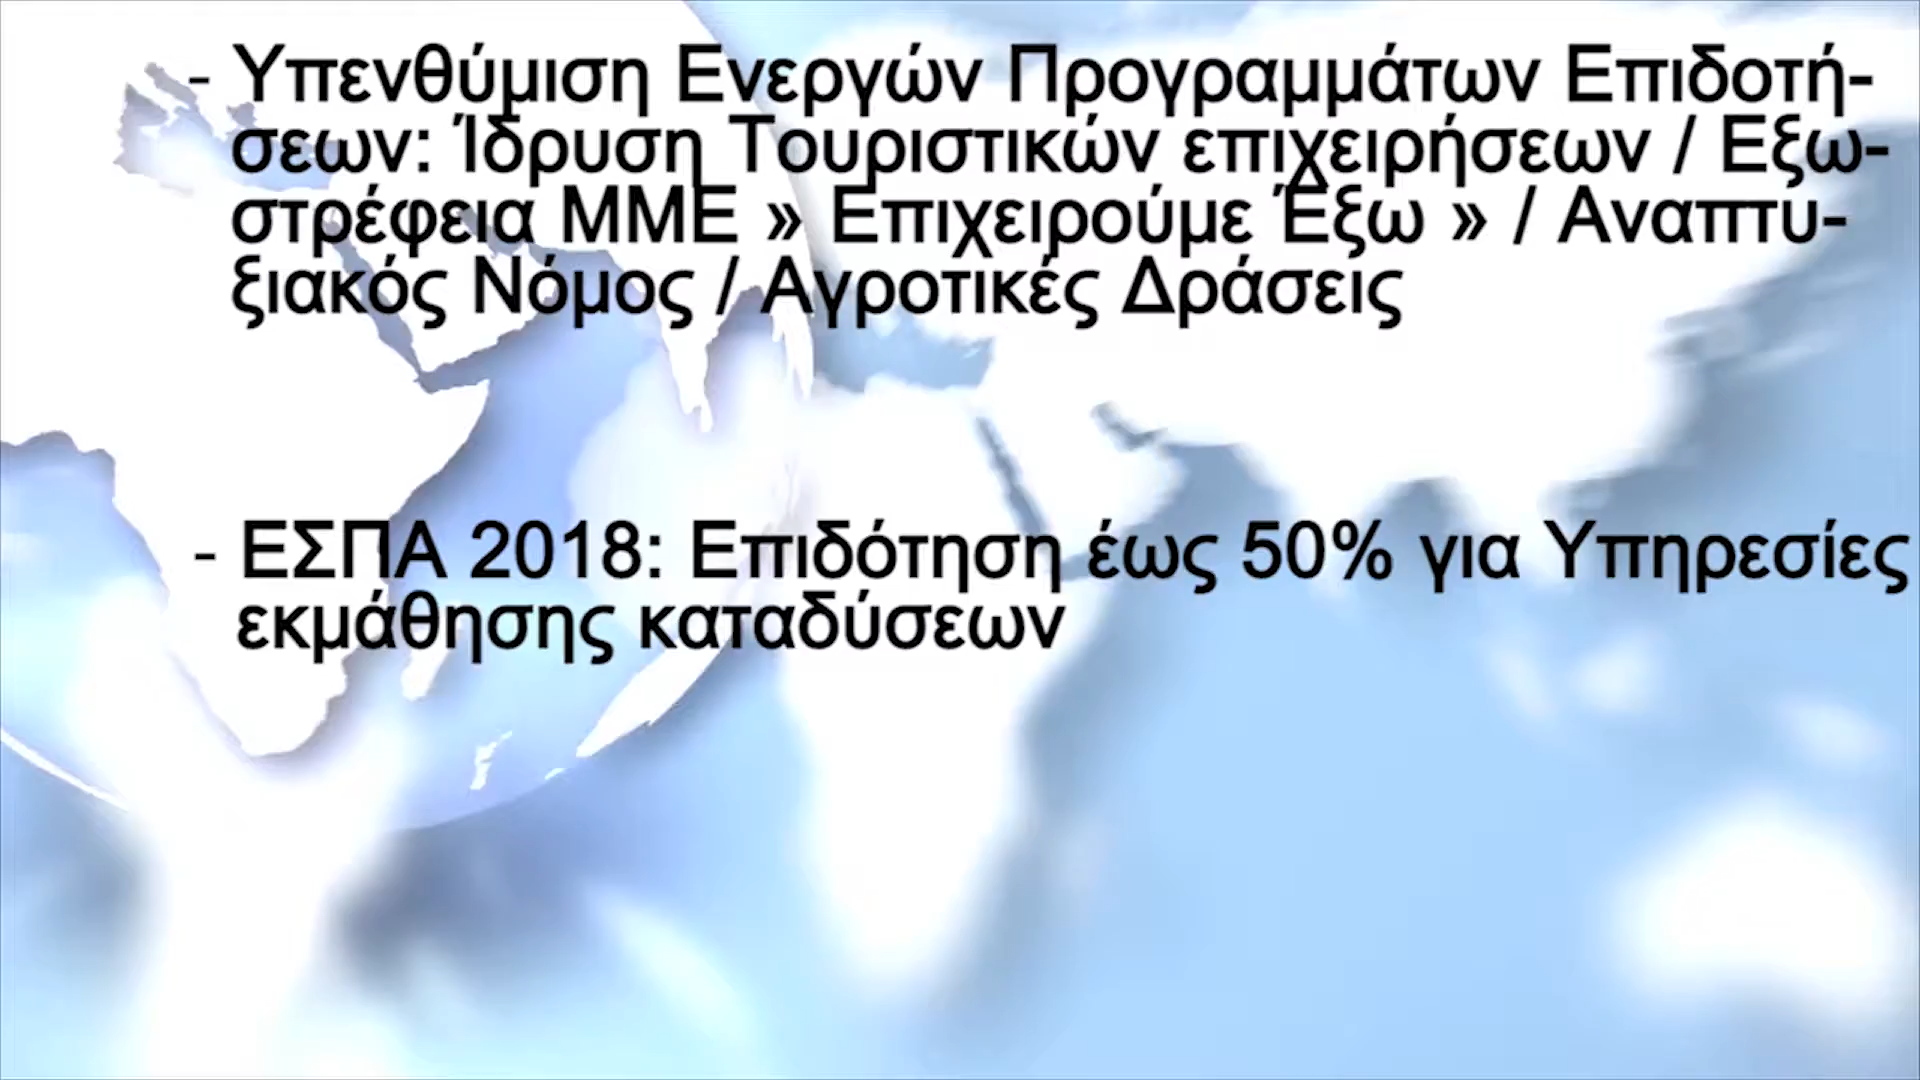 - Υπενθύμιση Ενεργών Προγραμμάτων Επιδοτή-
σεων: Ίδρυση Τουριστικών επιχειρήσεων / Εξω-
στρέφεια ΜΜΕ » Επιχειρούμε Έξω » / Αναπτυ-
ξιακός Νόμος / Αγροτικές Δράσεις
- ΕΣΠΑ 2018: Επιδότηση έως 50% για Υπηρεσίες
εκμάθησης καταδύσεων